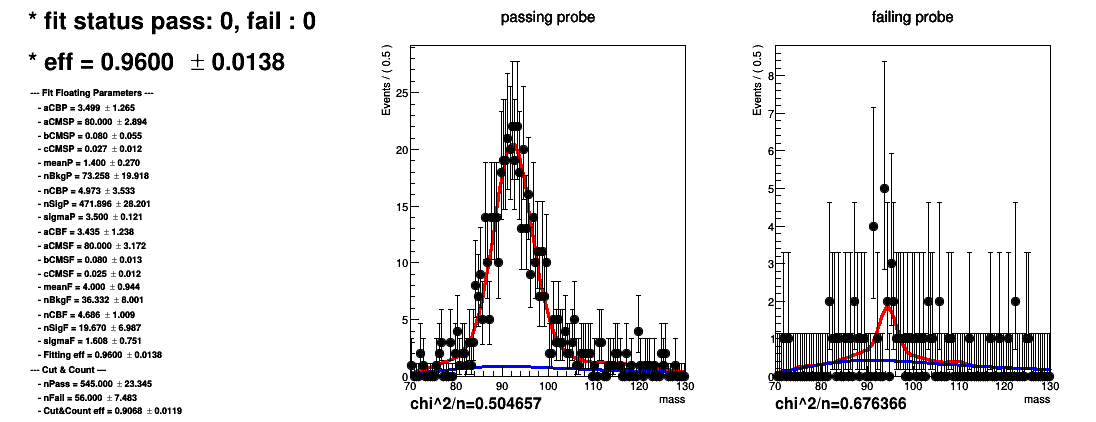 * fit status pass: 0, fail : 0
* eff = 0.9600 ± 0.0138
--- Fit Floating Parameters ---
- aCBP = 3.499 ± 1.265
- aCMSP = 80.000 ± 2.894
- bCMSP = 0.080 ± 0.055
- cCMSP = 0.027 ± 0.012
- meanP = 1.400 ± 0.270
- nBkgP = 73.258 ± 19.918
- nCBP = 4.973 ± 3.533
- nSigP = 471.896 ± 28.201
- sigmaP = 3.500 ± 0.121
- aCBF = 3.435 ± 1.238
- aCMSF = 80.000 ± 3.172
- bCMSF = 0.080 ± 0.013
- cCMSF = 0.025 ± 0.012
- meanF = 4.000 ± 0.944
- nBkgF = 36.332 ± 8.001
- nCBF = 4.686 ± 1.009
- nSigF = 19.670 ± 6.987
- sigmaF = 1.608 ± 0.751
- Fitting eff = 0.9600 ± 0.0138
--- Cut & Count ---
- nPass = 545.000 ± 23.345
- nFail = 56.000 ± 7.483
- Cut&Count eff = 0.9068 ± 0.0119
passing probe
Events / ( 0.5 )
25
20
15
10
5
0
70 80 90 100 110 120 130
mass
chi^2/n=0.504657
failing probe
Events / ( 0.5 )
8
7
6
5
4
3
2
1
0
70 80 90 100 110 120 130
mass
chi^2/n=0.676366